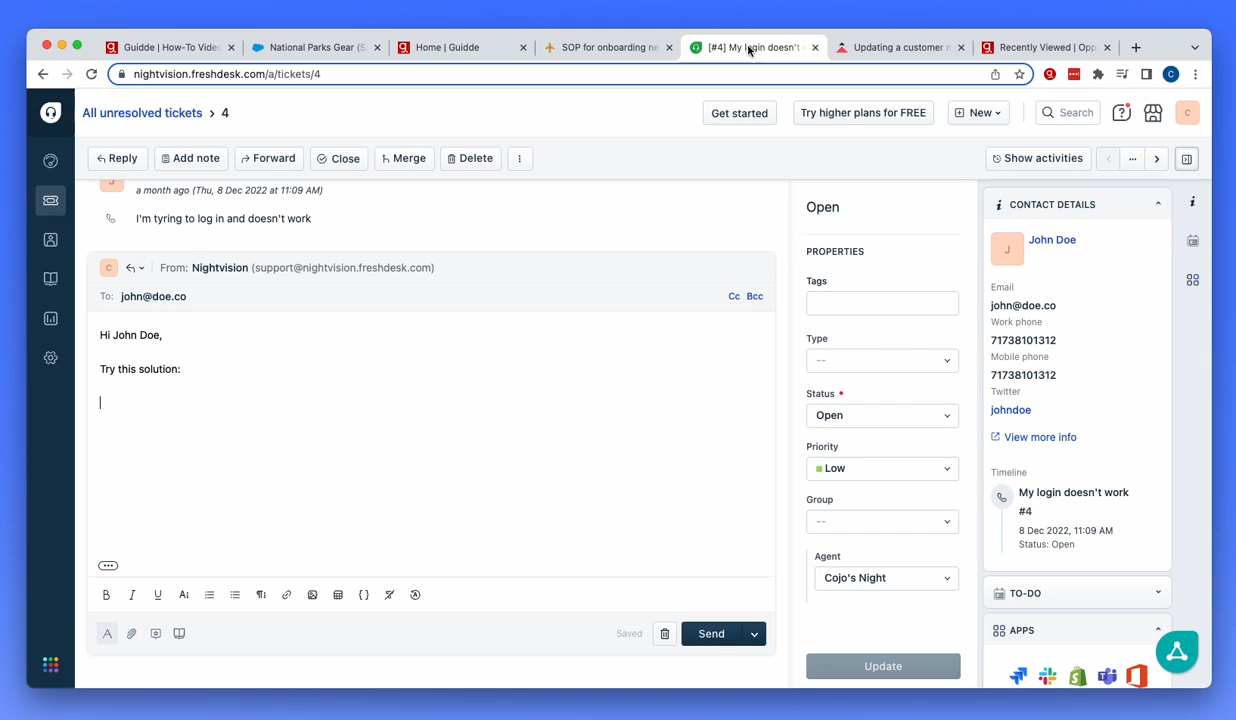 Guidde | How-To Vide
National Parks Gear (S
Home | Guidde
SOP for onboarding ne
[#4] My login doesn't
Updating a customer r
Recently Viewed | Opp
nightvision.freshdesk.com/a/tickets/4
C
All unresolved tickets > 4
Get started
Try higher plans for FREE
New
Search
C
Reply
Add note
Forward
Close
Merge
Delete
Show activities
J
a month ago (Thu, 8 Dec 2022 at 11:09 AM)
I'm tyring to log in and doesn't work
C
From: Nightvision (support@nightvision.freshdesk.com)
To: john@doe.co
Cc Bcc
Hi John Doe,
Try this solution:
Saved
Send
Open
PROPERTIES
Tags
Type
--
Status •
Open
Priority
Low
Group
--
Agent
Cojo's Night
Update
CONTACT DETAILS
J
John Doe
Email
john@doe.co
Work phone
71738101312
Mobile phone
71738101312
Twitter
johndoe
View more info
Timeline
My login doesn't work
#4
8 Dec 2022, 11:09 AM
Status: Open
TO-DO
APPS